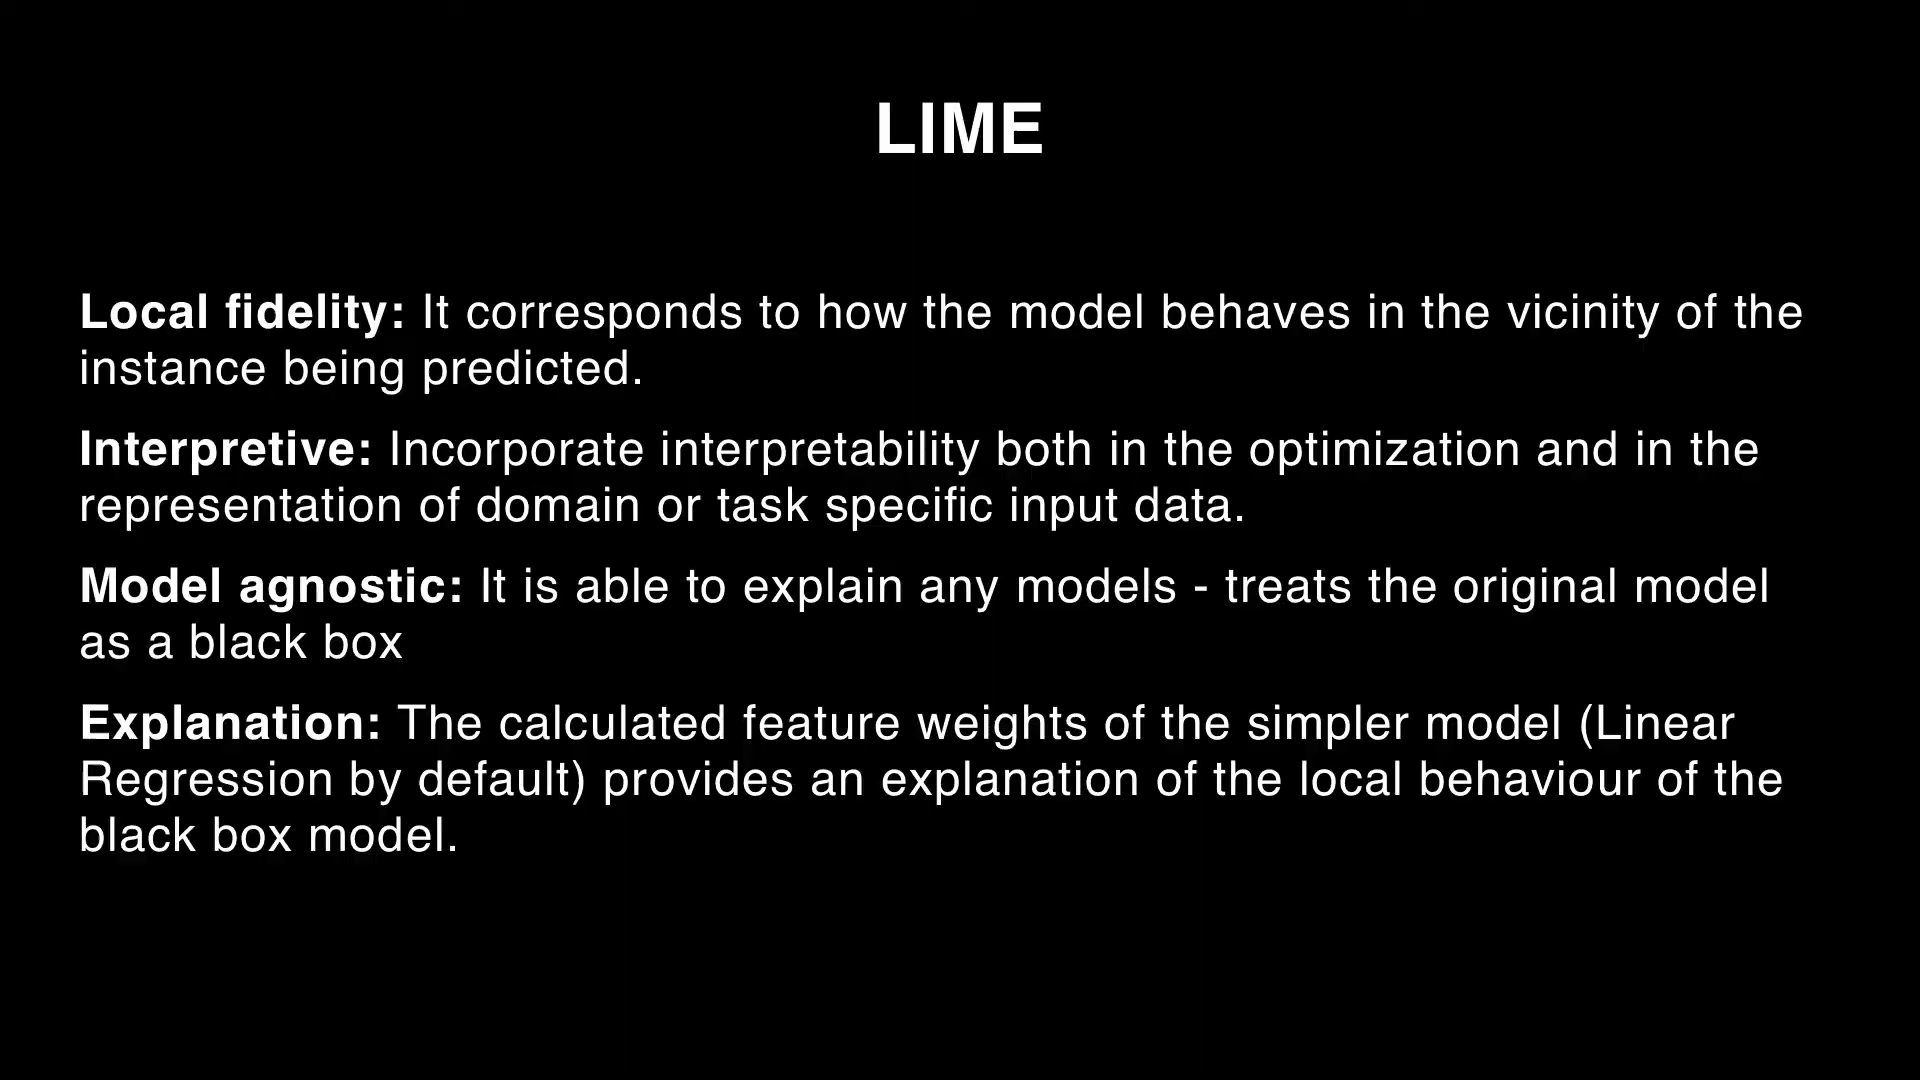 LIME
Local fidelity: It corresponds to how the model behaves in the vicinity of the
instance being predicted.
Interpretive: Incorporate interpretability both in the optimization and in the
representation of domain or task specific input data.
Model agnostic: It is able to explain any models - treats the original model
as a black box
Explanation: The calculated feature weights of the simpler model (Linear
Regression by default) provides an explanation of the local behaviour of the
black box model.